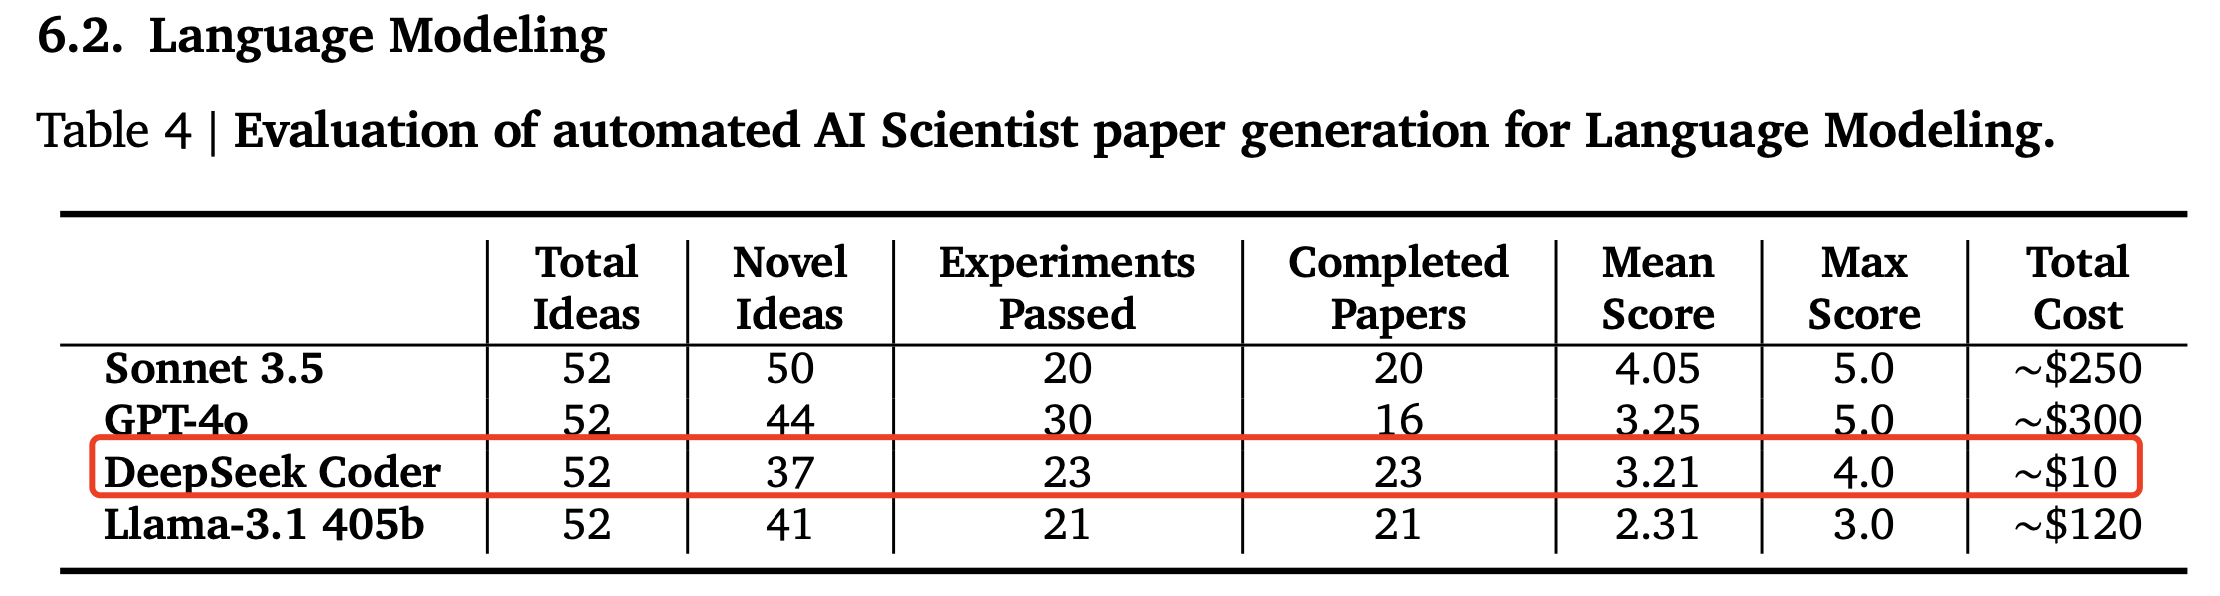 6.2. Language Modeling
Table 4 | Evaluation of automated AI Scientist paper generation for Language Modeling.
Total Ideas | Novel Ideas | Experiments Passed | Completed Papers | Mean Score | Max Score | Total Cost
Sonnet 3.5 | 52 | 50 | 20 | 20 | 4.05 | 5.0 | ~$250
GPT-4o | 52 | 44 | 30 | 16 | 3.25 | 5.0 | ~$300
DeepSeek Coder | 52 | 37 | 23 | 23 | 3.21 | 4.0 | ~$10
Llama-3.1 405b | 52 | 41 | 21 | 21 | 2.31 | 3.0 | ~$120